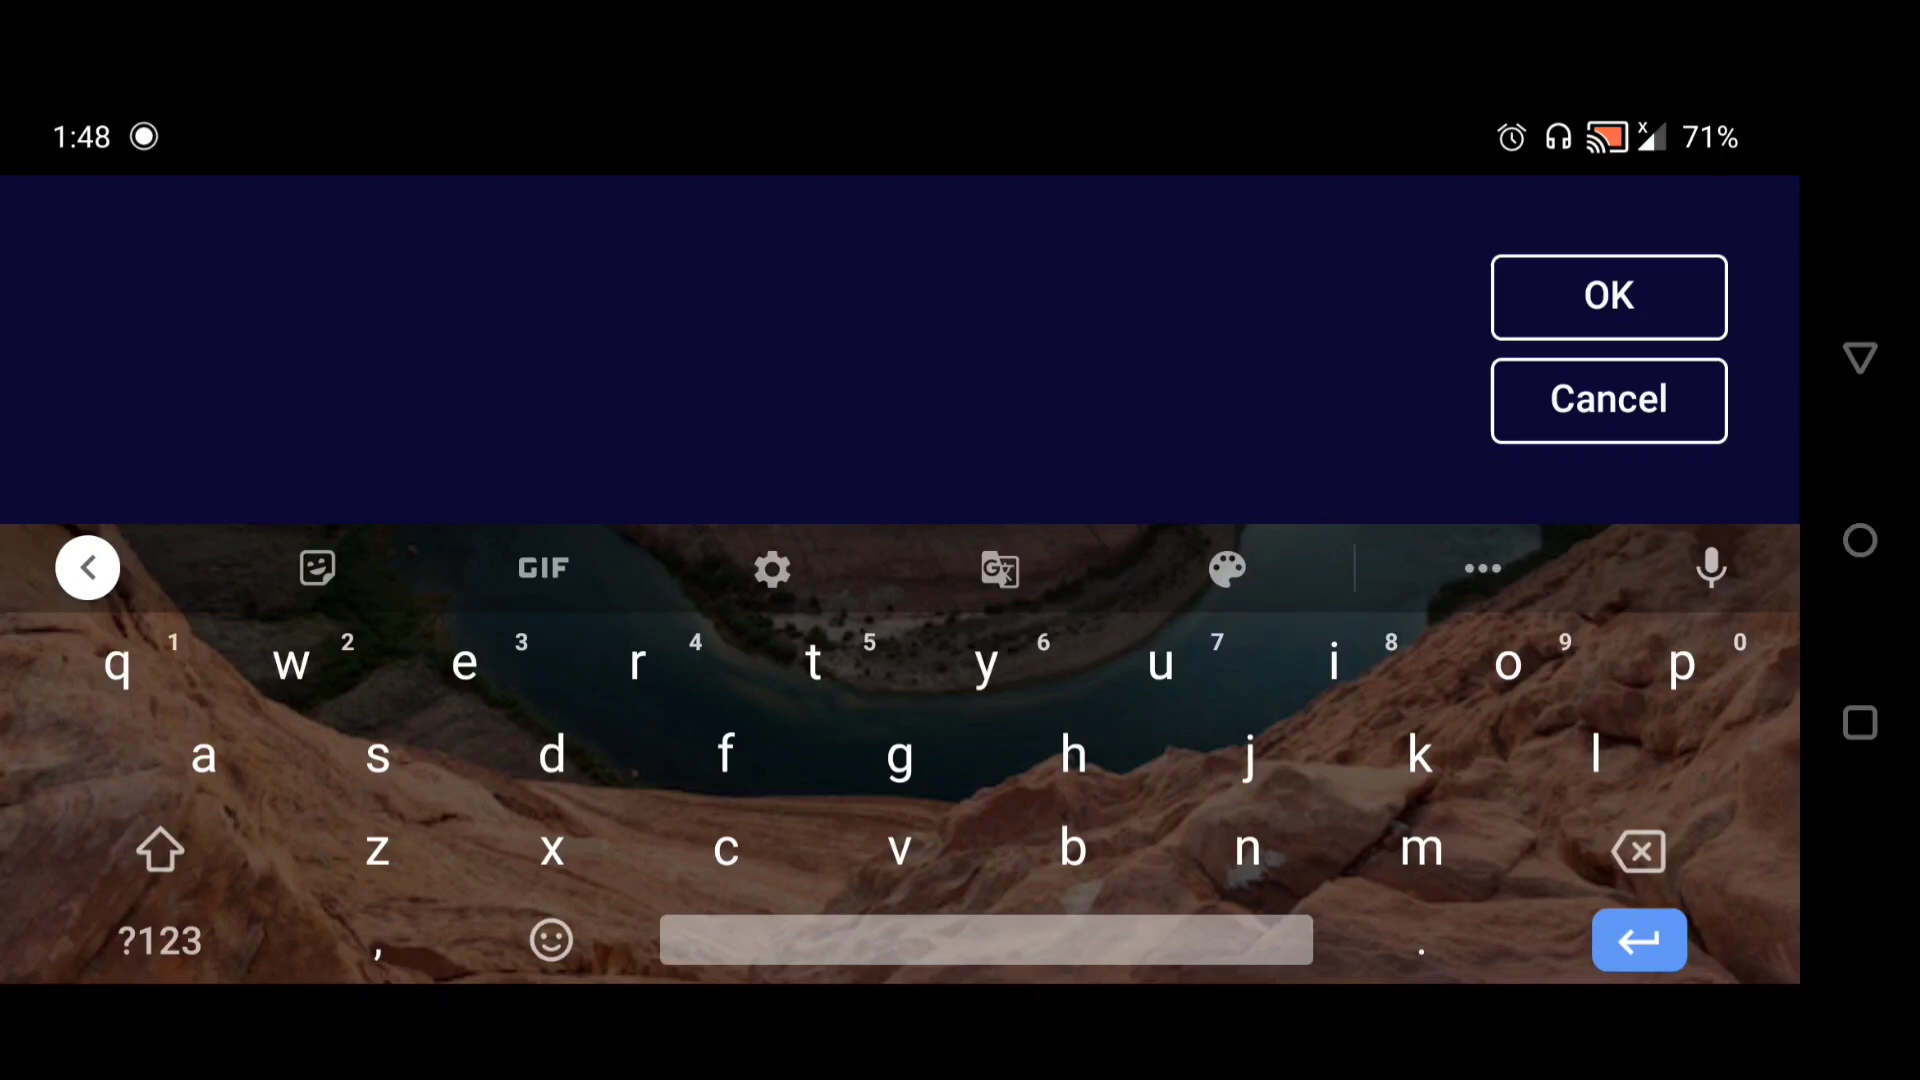 1:48 71%
OK
Cancel
GIF
q 1 w 2 e 3 r 4 t 5 y 6 u 7 i 8 o 9 p 0
a s d f g h j k l
z x c v b n m
?123 , .